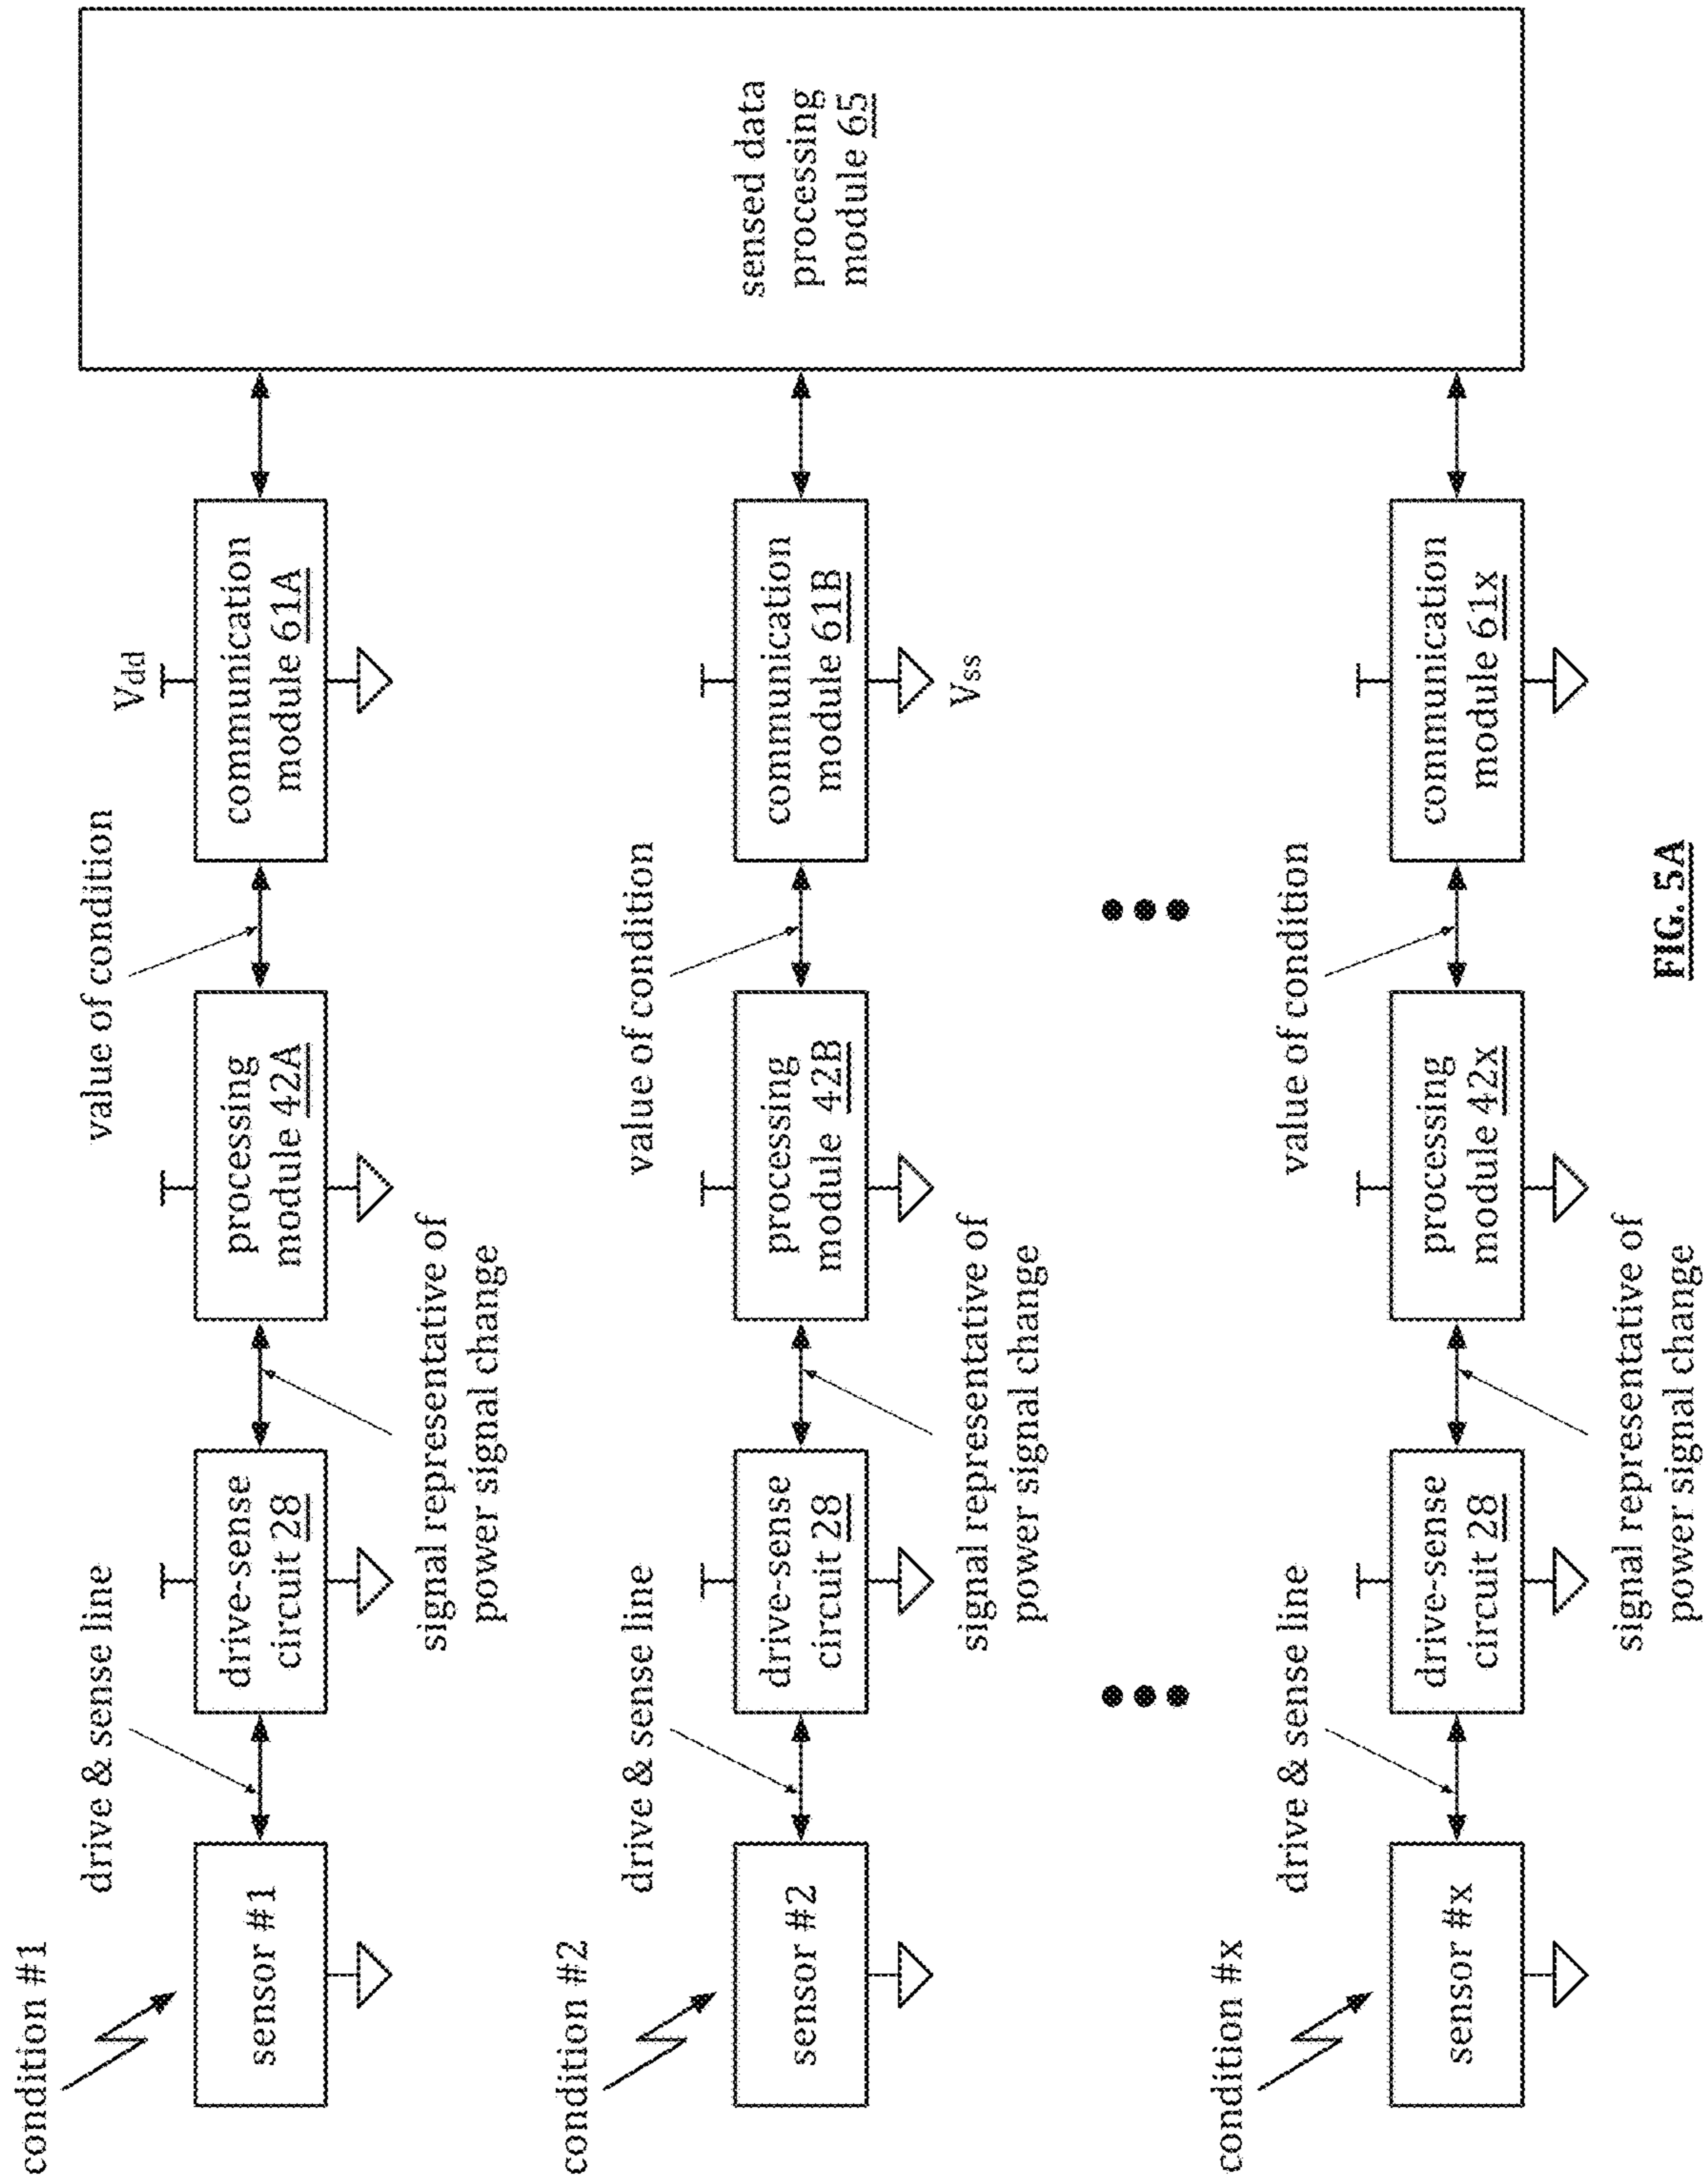 condition #1
sensor #1
drive & sense line
drive-sense
circuit 28
signal representative of
power signal change
processing
module 42A
value of condition
Vdd
communication
module 61A
condition #2
sensor #2
drive & sense line
drive-sense
circuit 28
signal representative of
power signal change
processing
module 42B
value of condition
communication
module 61B
Vss
condition #x
sensor #x
drive & sense line
drive-sense
circuit 28
signal representative of
power signal change
processing
module 42x
value of condition
communication
module 61x
sensed data
processing
module 65
FIG. 5A